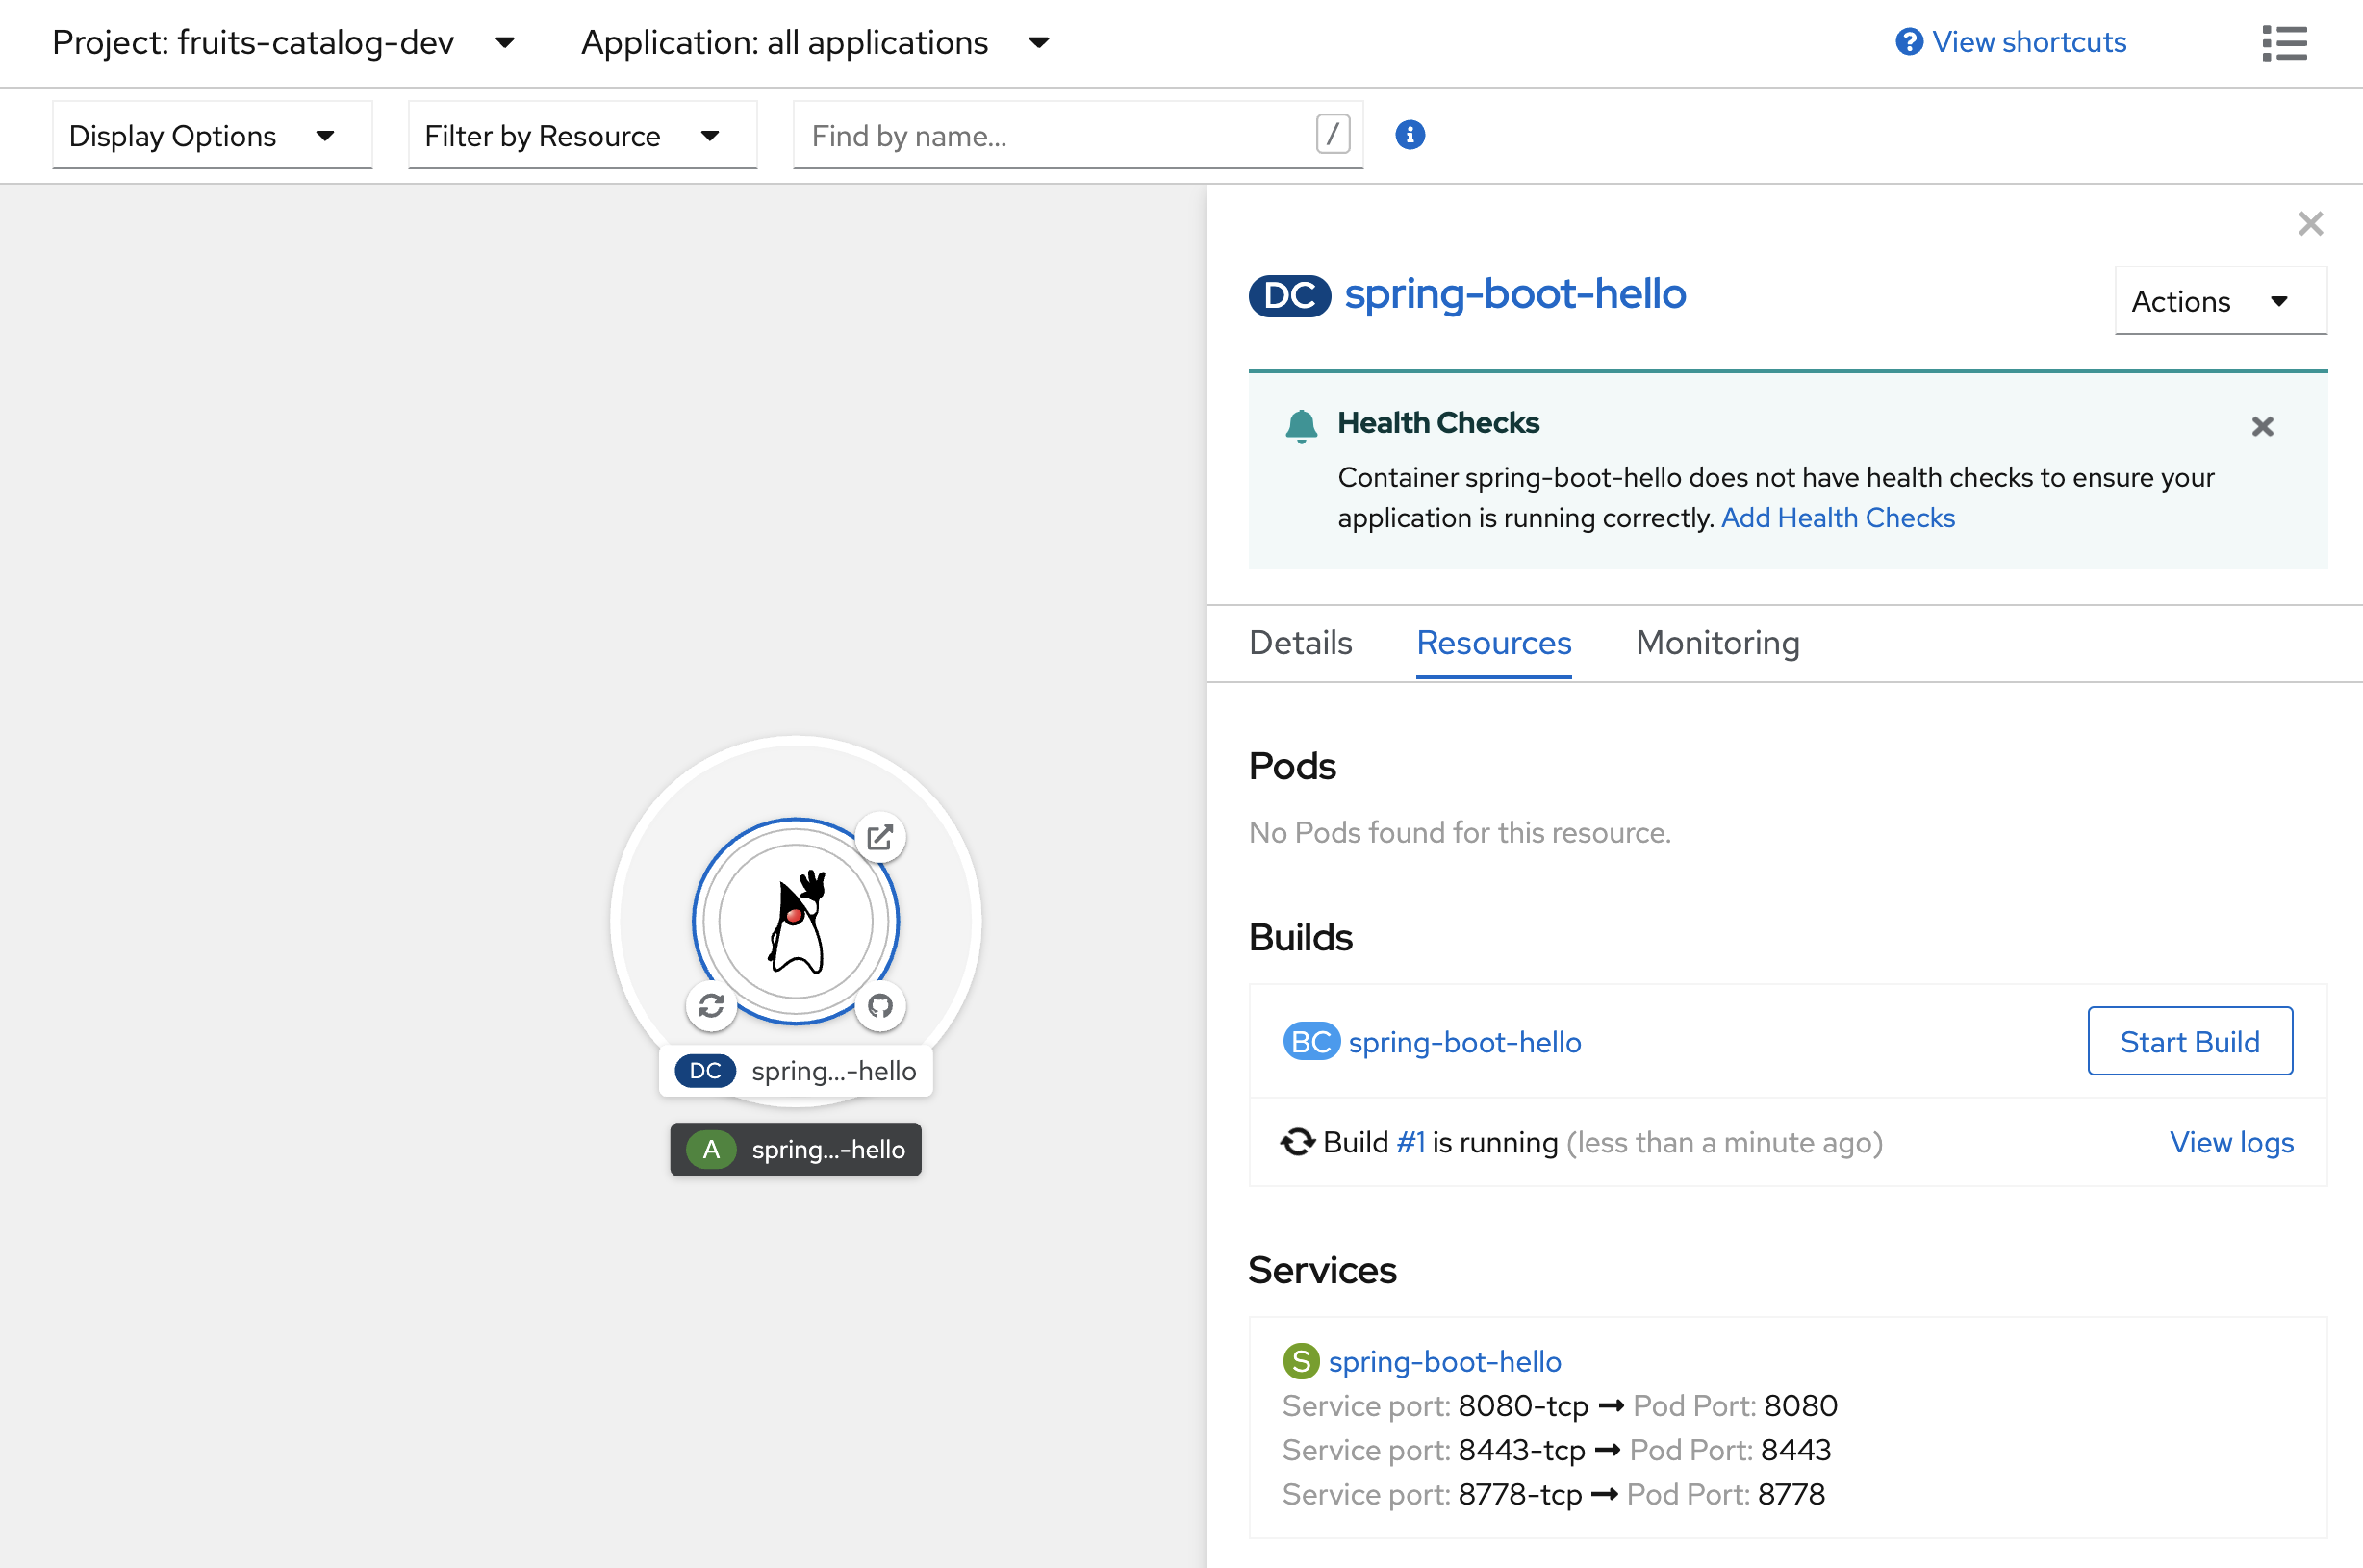 Project: fruits-catalog-dev
Application: all applications
View shortcuts
Display Options
Filter by Resource
Find by name...
/
DC spring-boot-hello
Actions
Health Checks
Container spring-boot-hello does not have health checks to ensure your
application is running correctly. Add Health Checks
Details
Resources
Monitoring
Pods
No Pods found for this resource.
Builds
BC spring-boot-hello
Start Build
Build #1 is running (less than a minute ago)
View logs
Services
S spring-boot-hello
Service port: 8080-tcp → Pod Port: 8080
Service port: 8443-tcp → Pod Port: 8443
Service port: 8778-tcp → Pod Port: 8778
DC spring...-hello
A spring...-hello